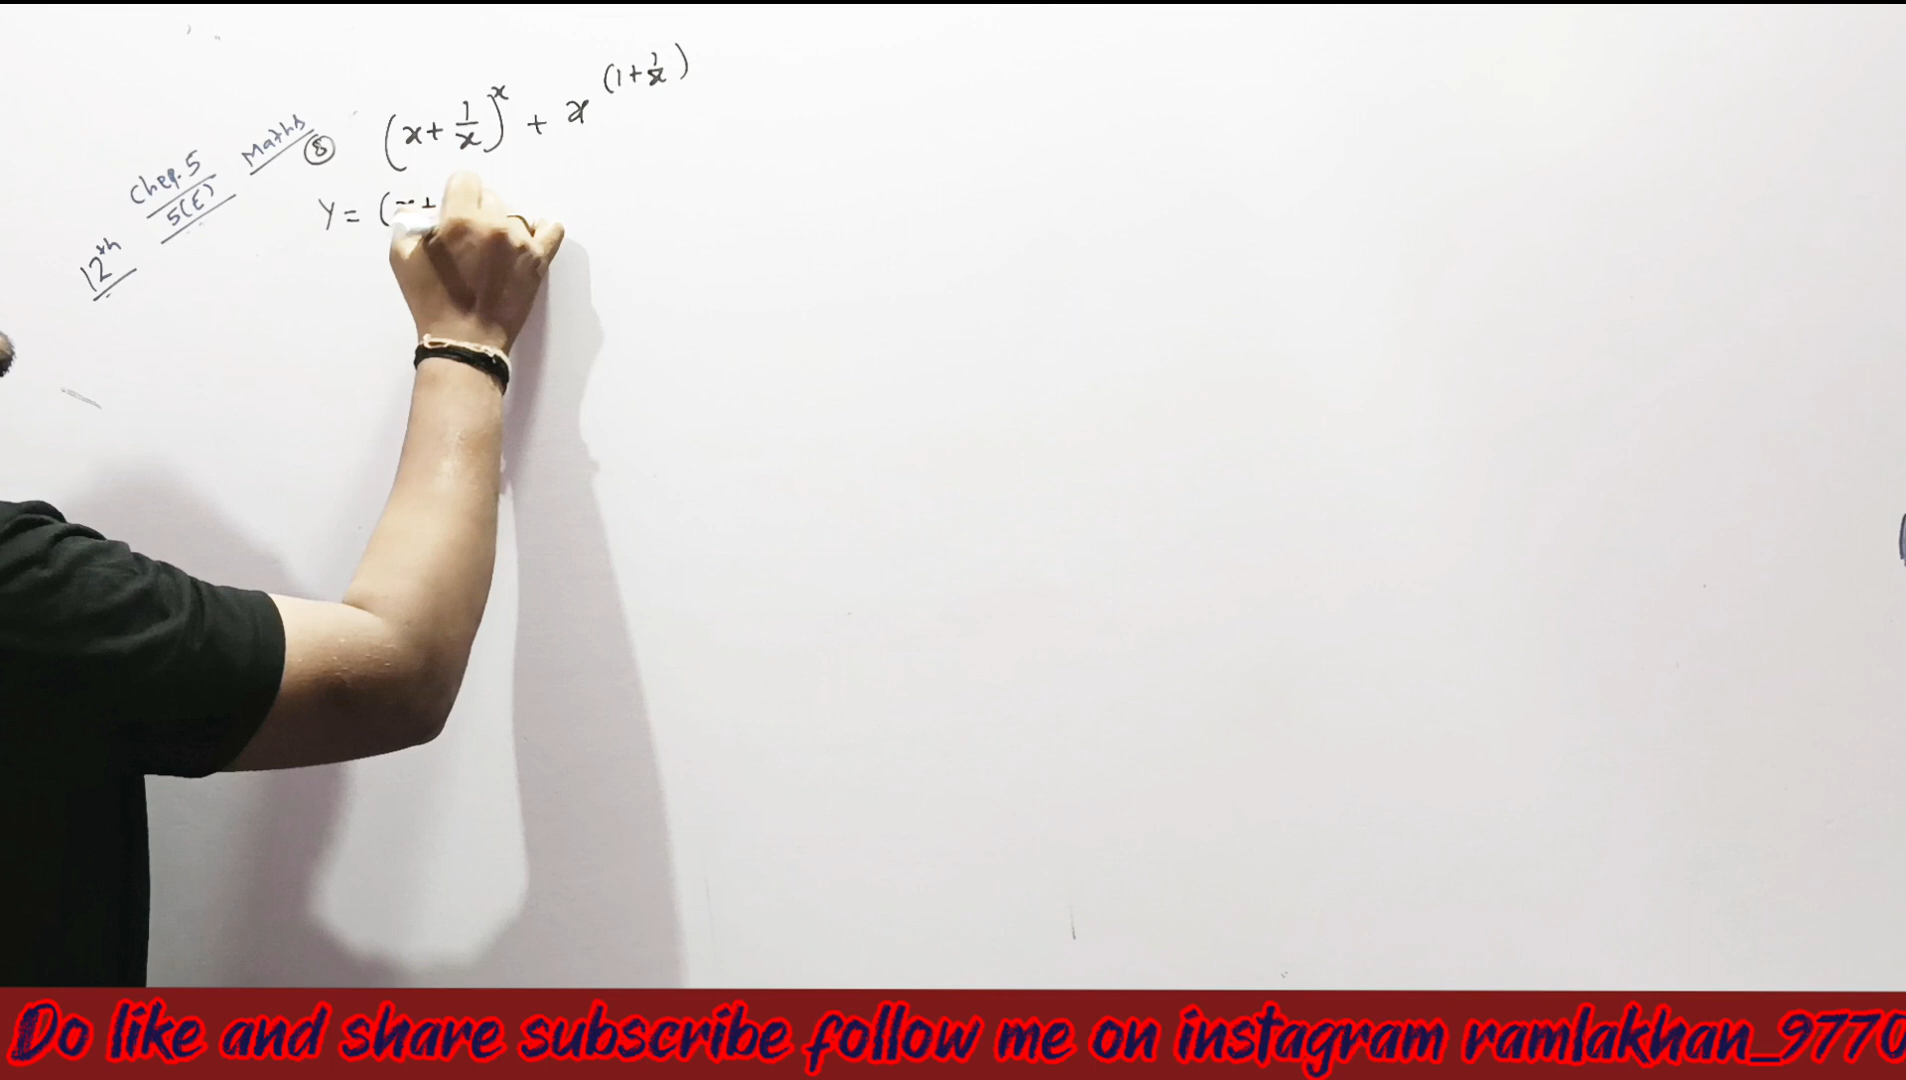 12th Chep. 5 / 5(E) Maths
⑧ (x + 1/x)^x + x^(1 + 1/x)
Y = (x+
Do like and share subscribe follow me on instagram ramlakhan_9770